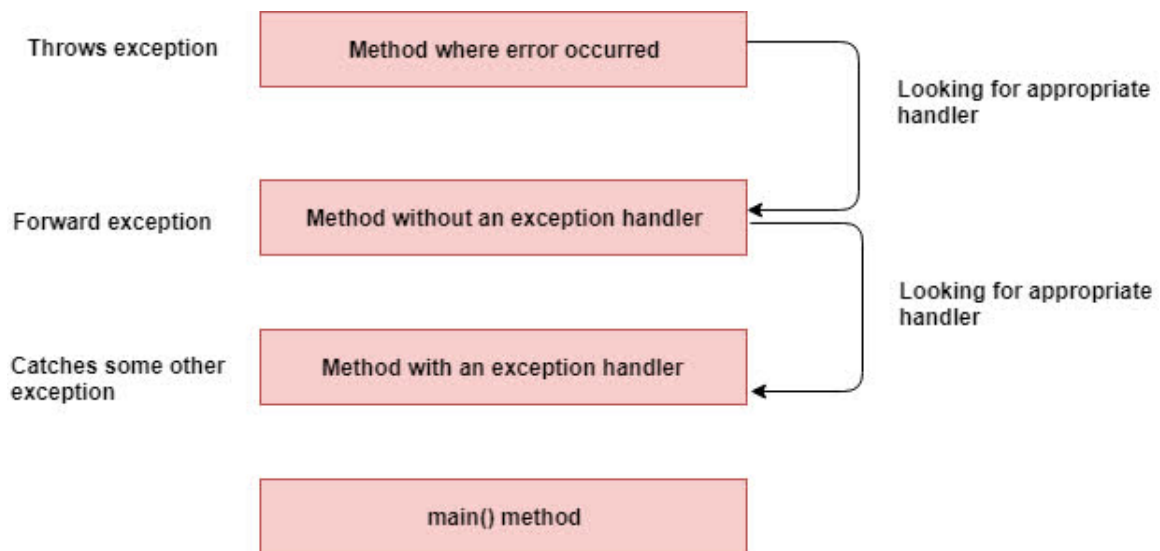 Throws exception
Method where error occurred
Looking for appropriate
handler
Forward exception
Method without an exception handler
Looking for appropriate
handler
Catches some other
exception
Method with an exception handler
main() method